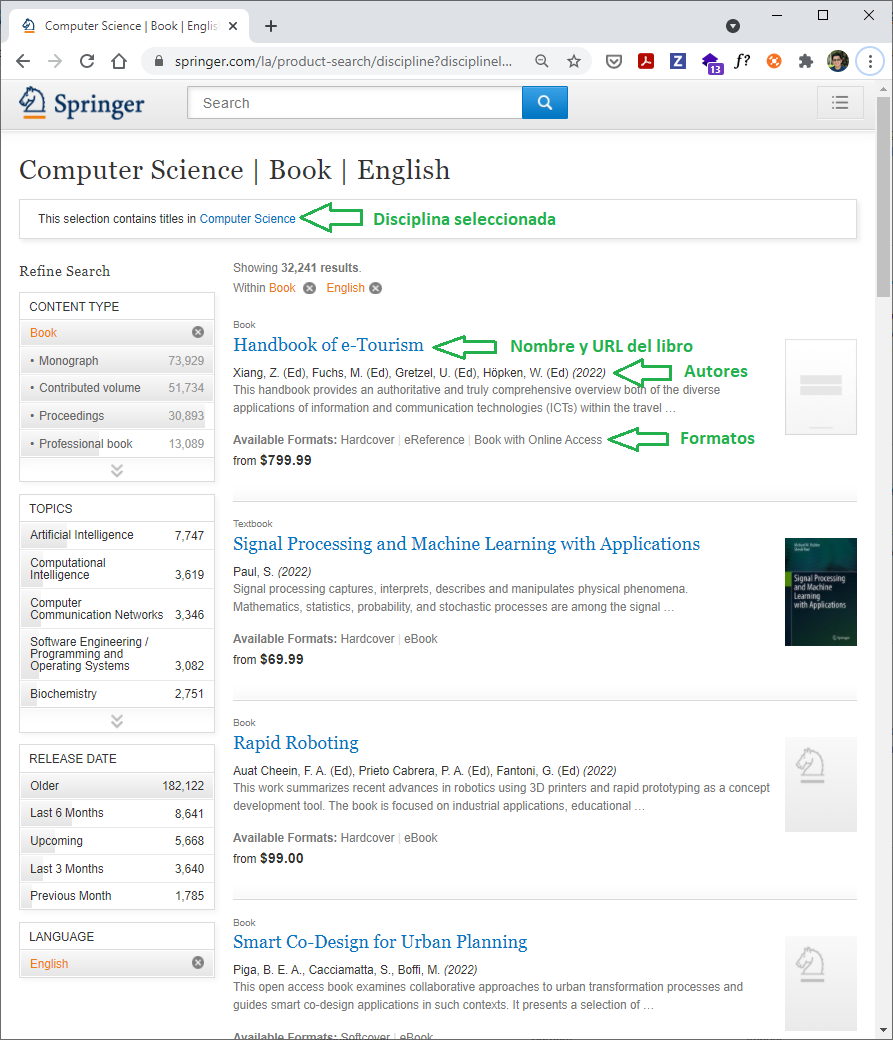 Computer Science | Book | Englis
springer.com/la/product-search/discipline?disciplinel...
13
f?
Springer
Search
Computer Science | Book | English
This selection contains titles in Computer Science
Disciplina seleccionada
Refine Search
CONTENT TYPE
Book
• Monograph 73,929
• Contributed volume 51,734
• Proceedings 30,893
• Professional book 13,089
TOPICS
Artificial Intelligence 7,747
Computational
Intelligence 3,619
Computer
Communication Networks 3,346
Software Engineering /
Programming and
Operating Systems 3,082
Biochemistry 2,751
RELEASE DATE
Older 182,122
Last 6 Months 8,641
Upcoming 5,668
Last 3 Months 3,640
Previous Month 1,785
LANGUAGE
English
Showing 32,241 results.
Within Book English
Book
Handbook of e-Tourism
Nombre y URL del libro
Xiang, Z. (Ed), Fuchs, M. (Ed), Gretzel, U. (Ed), Höpken, W. (Ed) (2022)
Autores
This handbook provides an authoritative and truly comprehensive overview both of the diverse
applications of information and communication technologies (ICTs) within the travel ...
Available Formats: Hardcover | eReference | Book with Online Access
Formatos
from $799.99
Textbook
Signal Processing and Machine Learning with Applications
Paul, S. (2022)
Signal processing captures, interprets, describes and manipulates physical phenomena.
Mathematics, statistics, probability, and stochastic processes are among the signal ...
Available Formats: Hardcover | eBook
from $69.99
Signal Processing
and Machine
Learning
with Applications
Springer
Book
Rapid Roboting
Auat Cheein, F. A. (Ed), Prieto Cabrera, P. A. (Ed), Fantoni, G. (Ed) (2022)
This work summarizes recent advances in robotics using 3D printers and rapid prototyping as a concept
development tool. The book is focused on industrial applications, educational ...
Available Formats: Hardcover | eBook
from $99.00
Book
Smart Co-Design for Urban Planning
Piga, B. E. A., Cacciamatta, S., Boffi, M. (2022)
This open access book examines collaborative approaches to urban transformation processes and
guides smart co-design applications in such contexts. It presents a selection of ...
Available Formats: Softcover | eBook